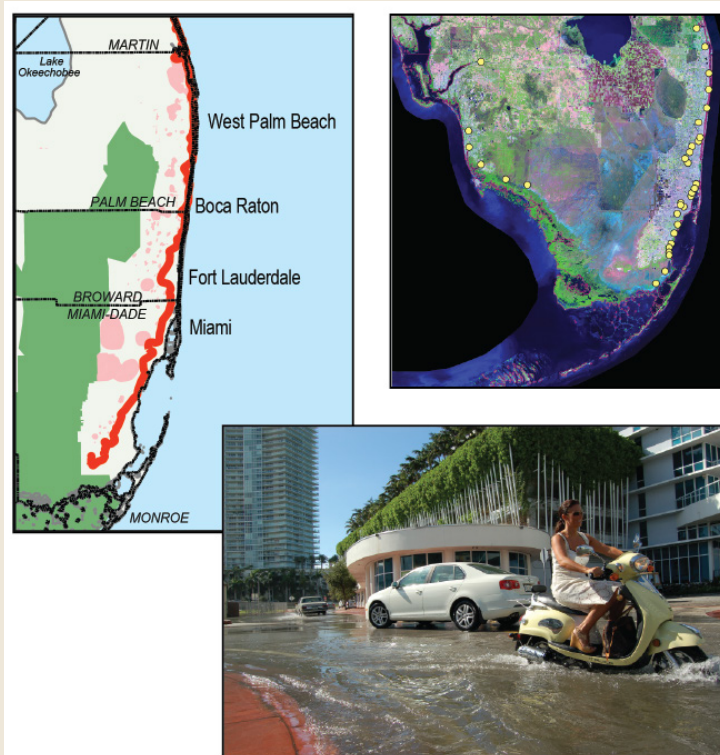 MARTIN
Lake
Okeechobee
West Palm Beach
PALM BEACH
Boca Raton
Fort Lauderdale
BROWARD
MIAMI-DADE
Miami
MONROE